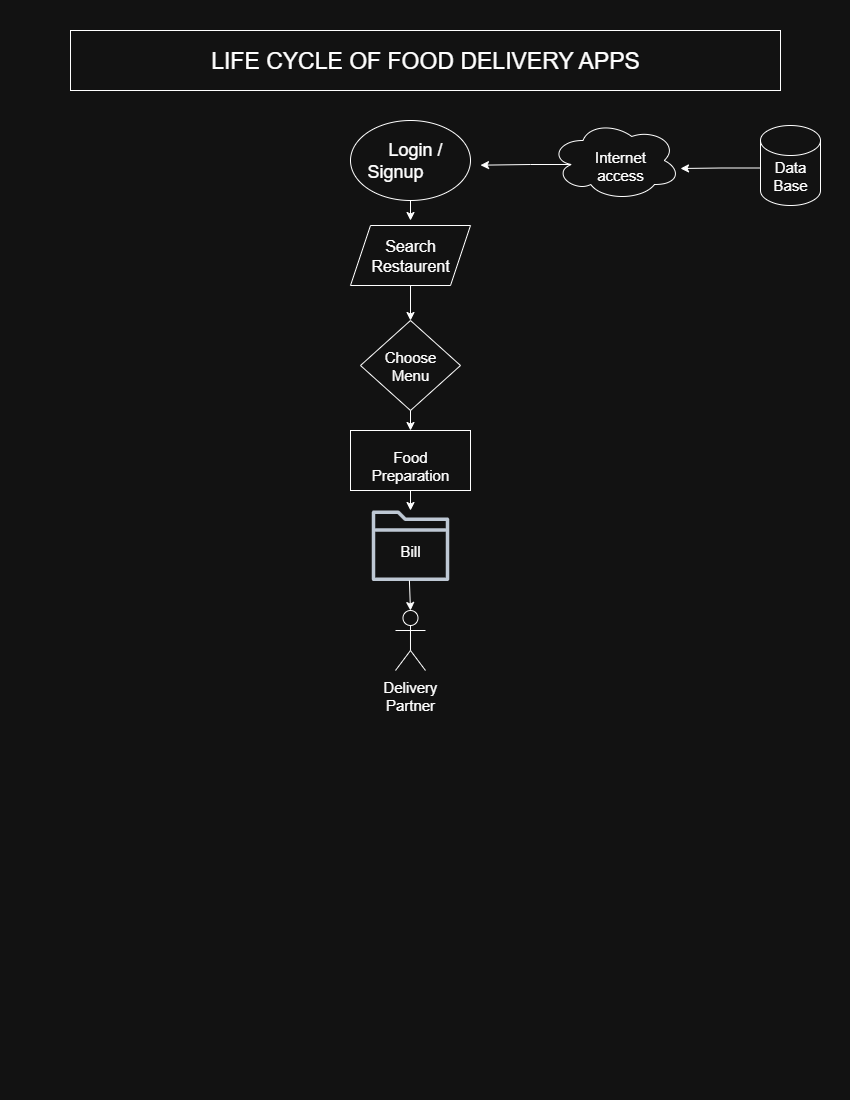 LIFE CYCLE OF FOOD DELIVERY APPS
Login /
Signup
Internet
access
Data
Base
Search
Restaurent
Choose
Menu
Food
Preparation
Bill
Delivery
Partner